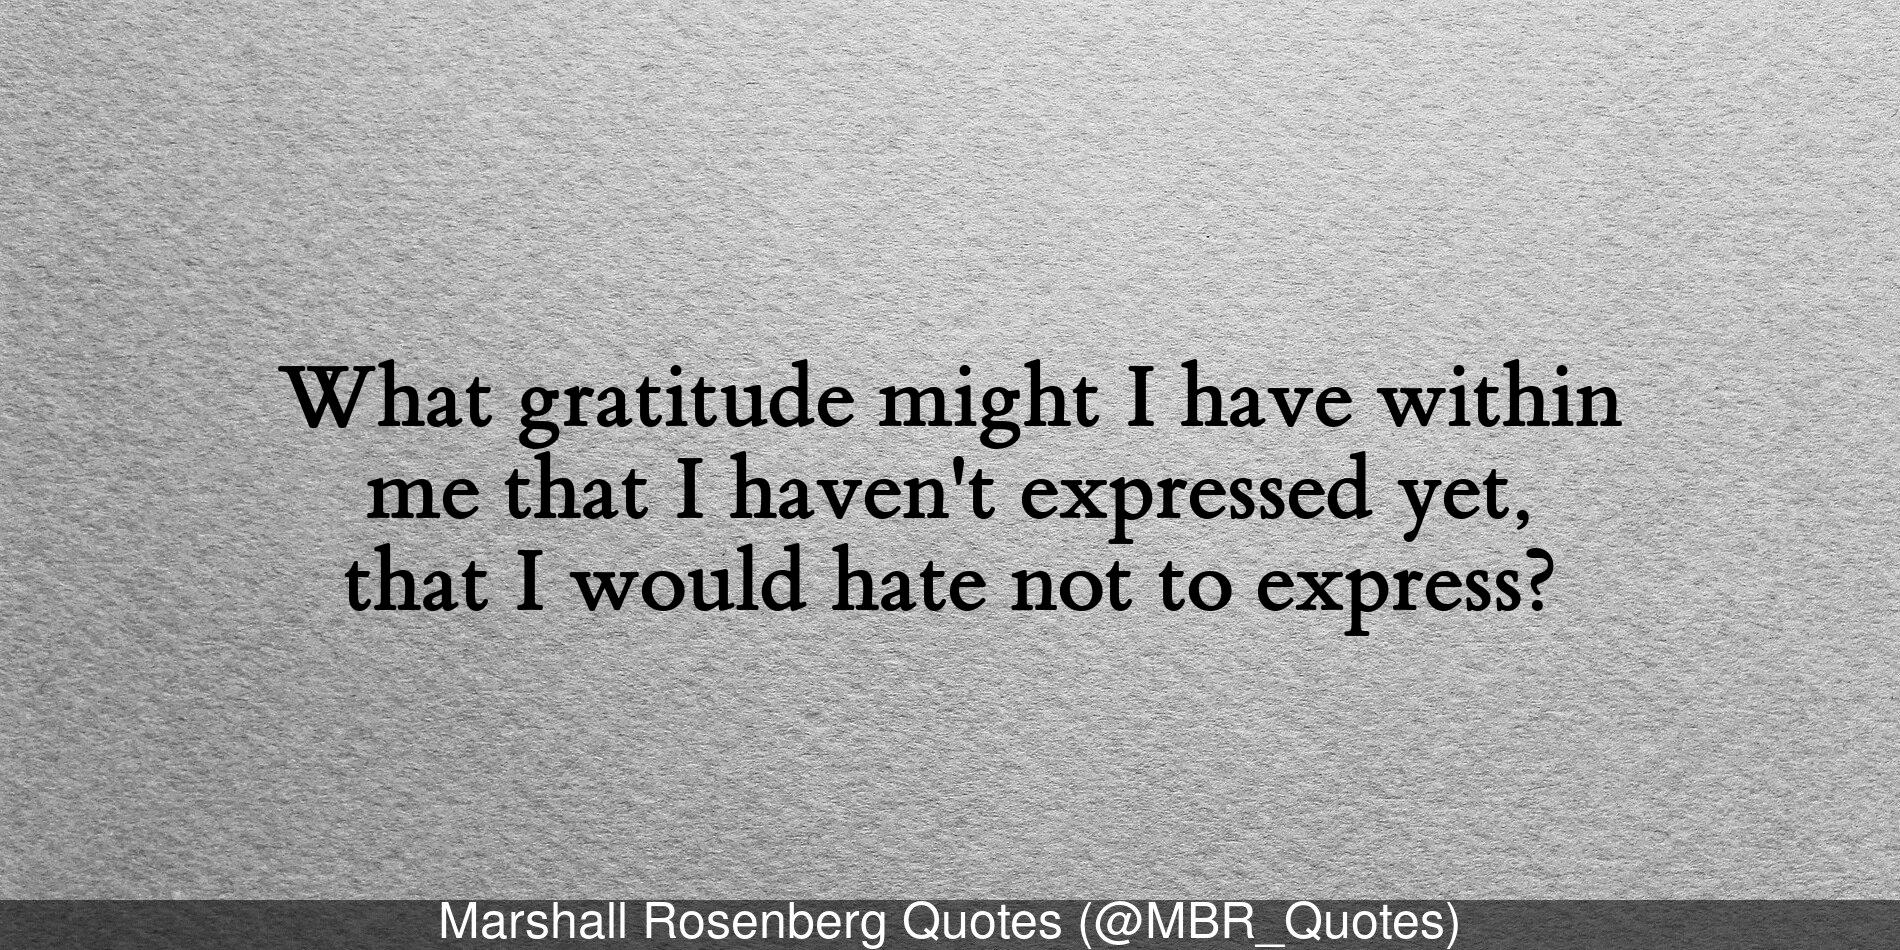 What gratitude might I have within
me that I haven't expressed yet,
that I would hate not to express?
Marshall Rosenberg Quotes (@MBR_Quotes)